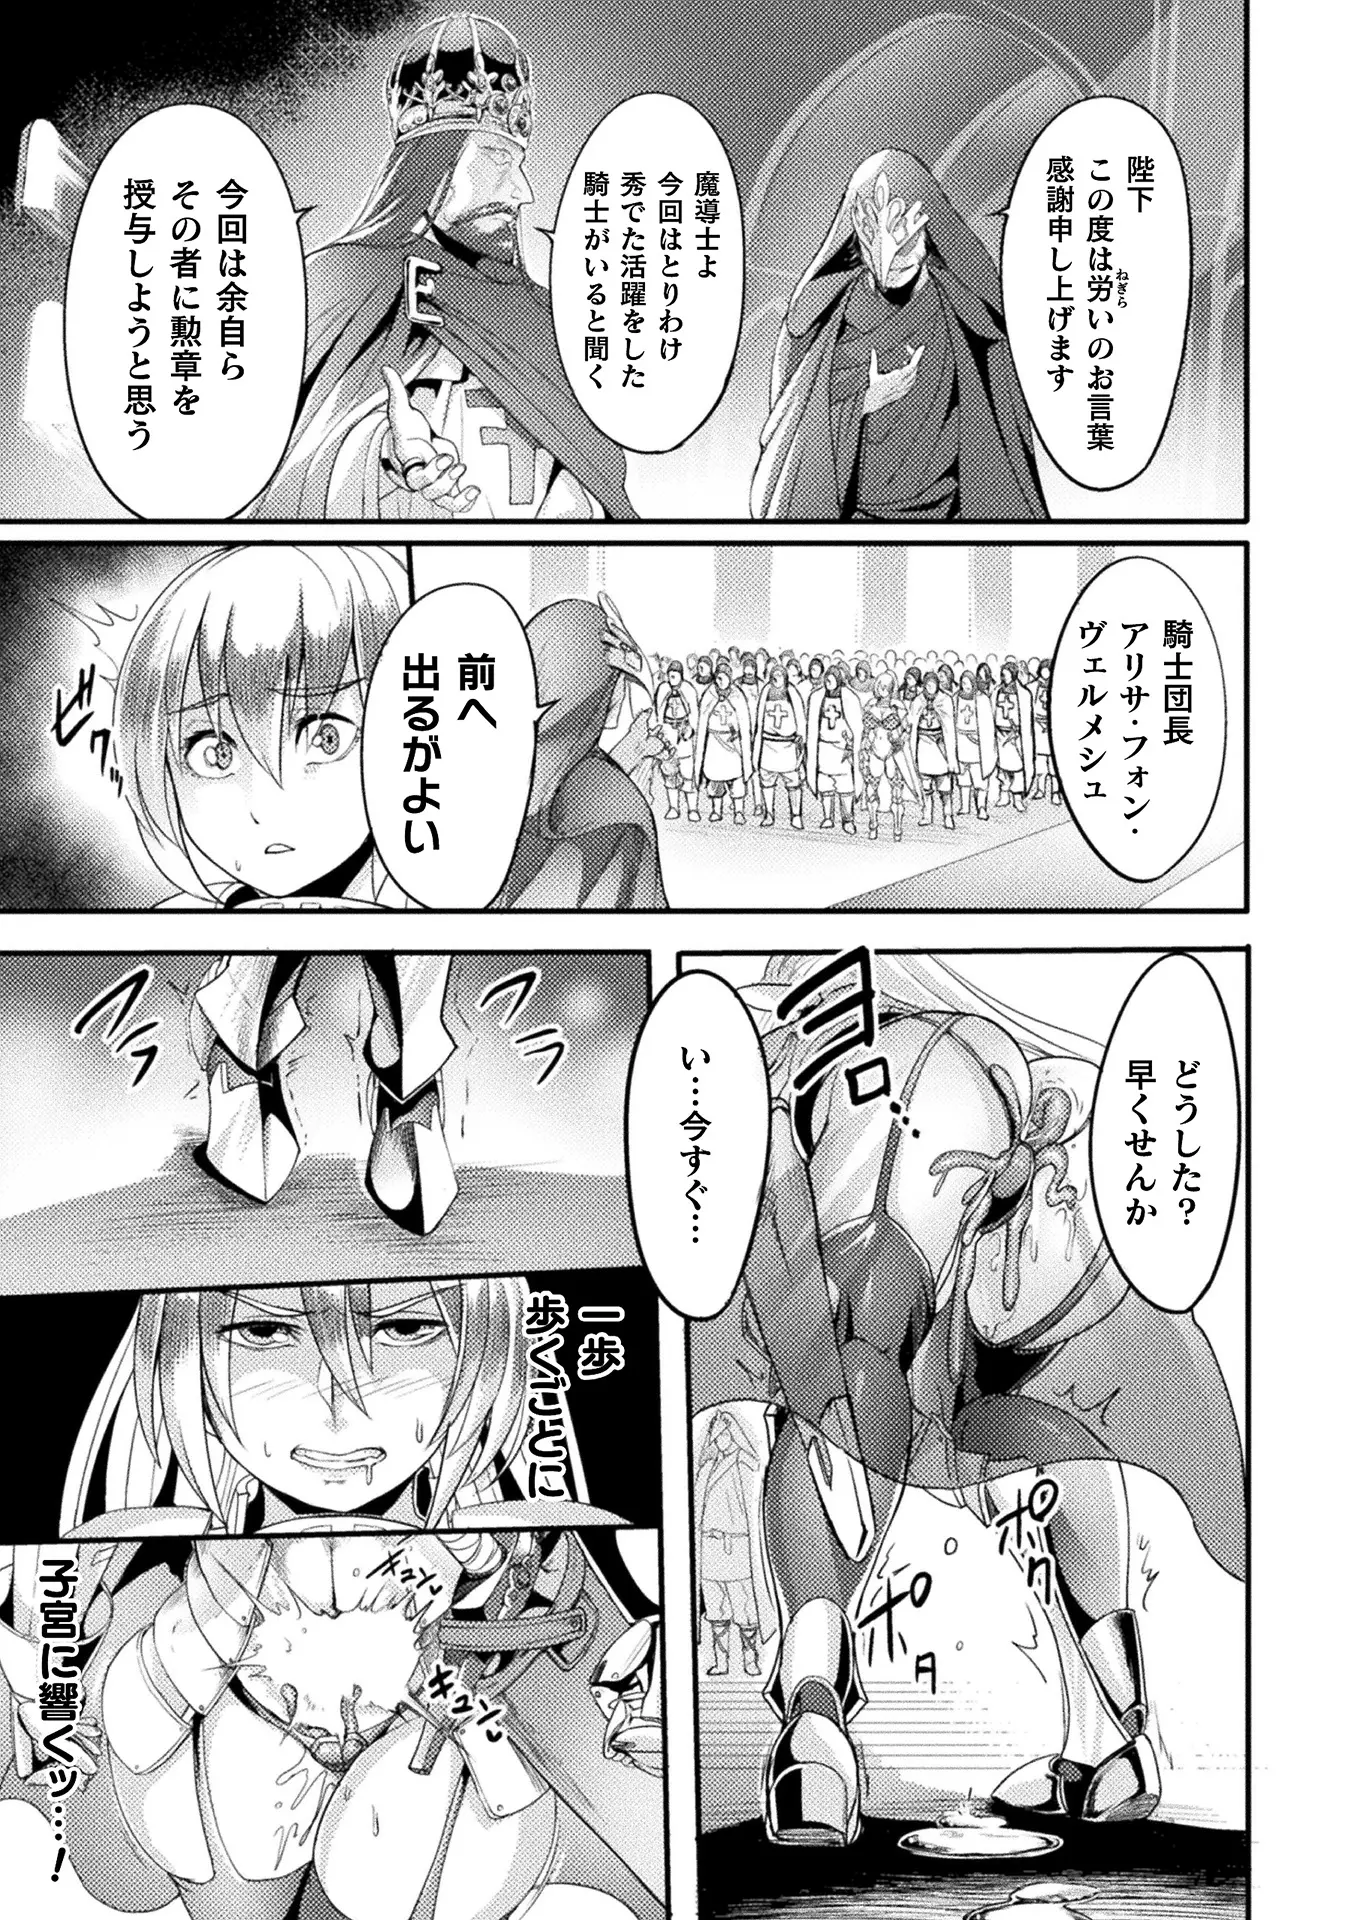 陛下
この度は労いのお言葉
ねぎら
感謝申し上げます
魔導士よ
今回はとりわけ
秀でた活躍をした
騎士がいると聞く
今回は余自ら
その者に勲章を
授与しようと思う
騎士団長
アリサ・フォン・
ヴェルメシュ
前へ
出るがよい
ビクッ
どうした?
早くせんか
ヨロ…
い…今すぐ…
ポタ
ポタ
フラ
フラ
一歩
歩くごとに
キュンッ
キュンッ
子宮に響くッ……!